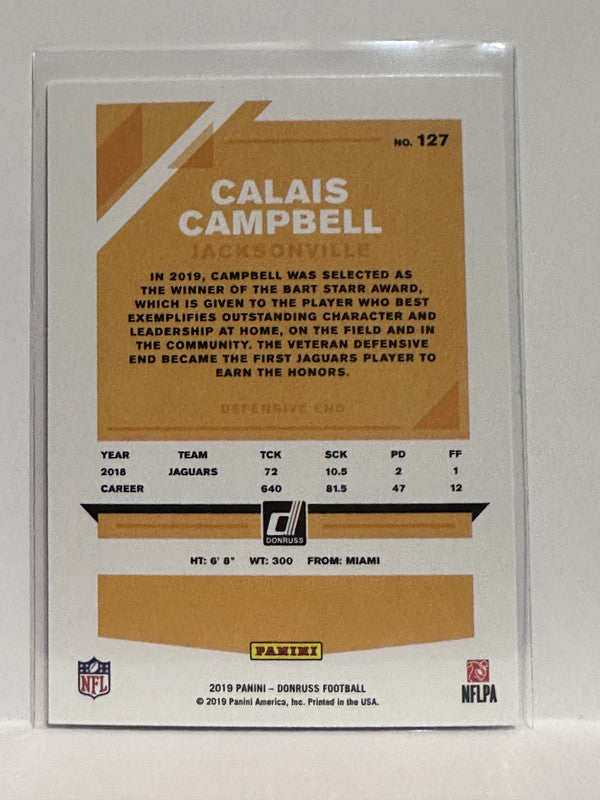 NO. 127
CALAIS
CAMPBELL
JACKSONVILLE
IN 2019, CAMPBELL WAS SELECTED AS
THE WINNER OF THE BART STARR AWARD,
WHICH IS GIVEN TO THE PLAYER WHO BEST
EXEMPLIFIES OUTSTANDING CHARACTER AND
LEADERSHIP AT HOME, ON THE FIELD AND IN
THE COMMUNITY. THE VETERAN DEFENSIVE
END BECAME THE FIRST JAGUARS PLAYER TO
EARN THE HONORS.
DEFENSIVE END
YEAR TEAM TCK SCK PD FF
2018 JAGUARS 72 10.5 2 1
CAREER 640 81.5 47 12
DONRUSS
HT: 6' 8" WT: 300 FROM: MIAMI
PANINI
NFL
NFLPA
2019 PANINI – DONRUSS FOOTBALL
© 2019 Panini America, Inc. Printed in the USA.